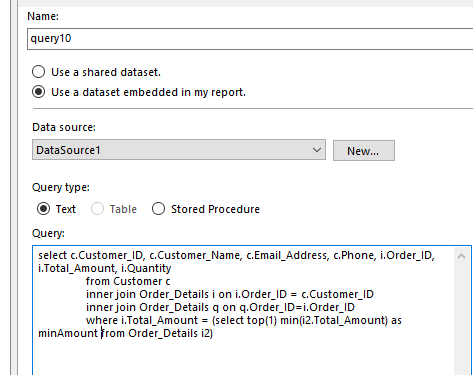 Name:
query10
Use a shared dataset.
Use a dataset embedded in my report.
Data source:
DataSource1
New...
Query type:
Text
Table
Stored Procedure
Query:
select c.Customer_ID, c.Customer_Name, c.Email_Address, c.Phone, i.Order_ID,
i.Total_Amount, i.Quantity
from Customer c
inner join Order_Details i on i.Order_ID = c.Customer_ID
inner join Order_Details q on q.Order_ID=i.Order_ID
where i.Total_Amount = (select top(1) min(i2.Total_Amount) as
minAmount from Order_Details i2)